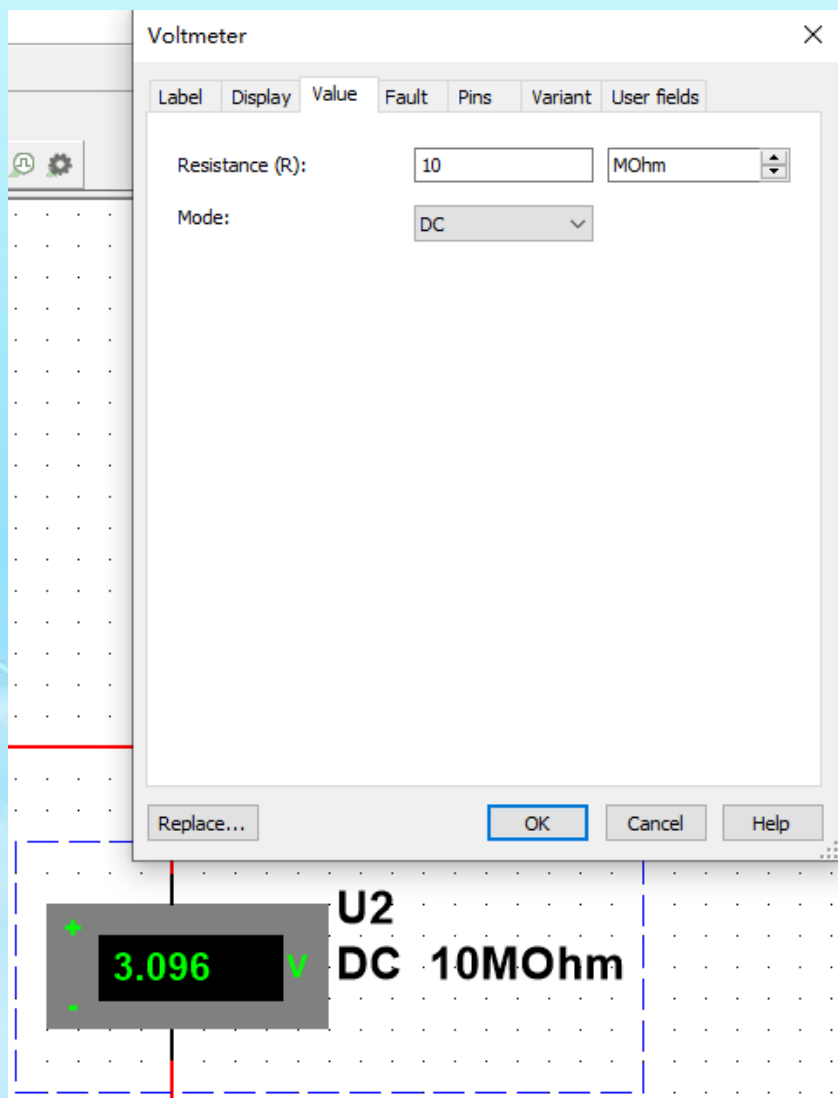 Voltmeter
Label Display Value Fault Pins Variant User fields
Resistance (R): 10 MOhm
Mode: DC
Replace... OK Cancel Help
U2
+
3.096 V DC 10MOhm
-